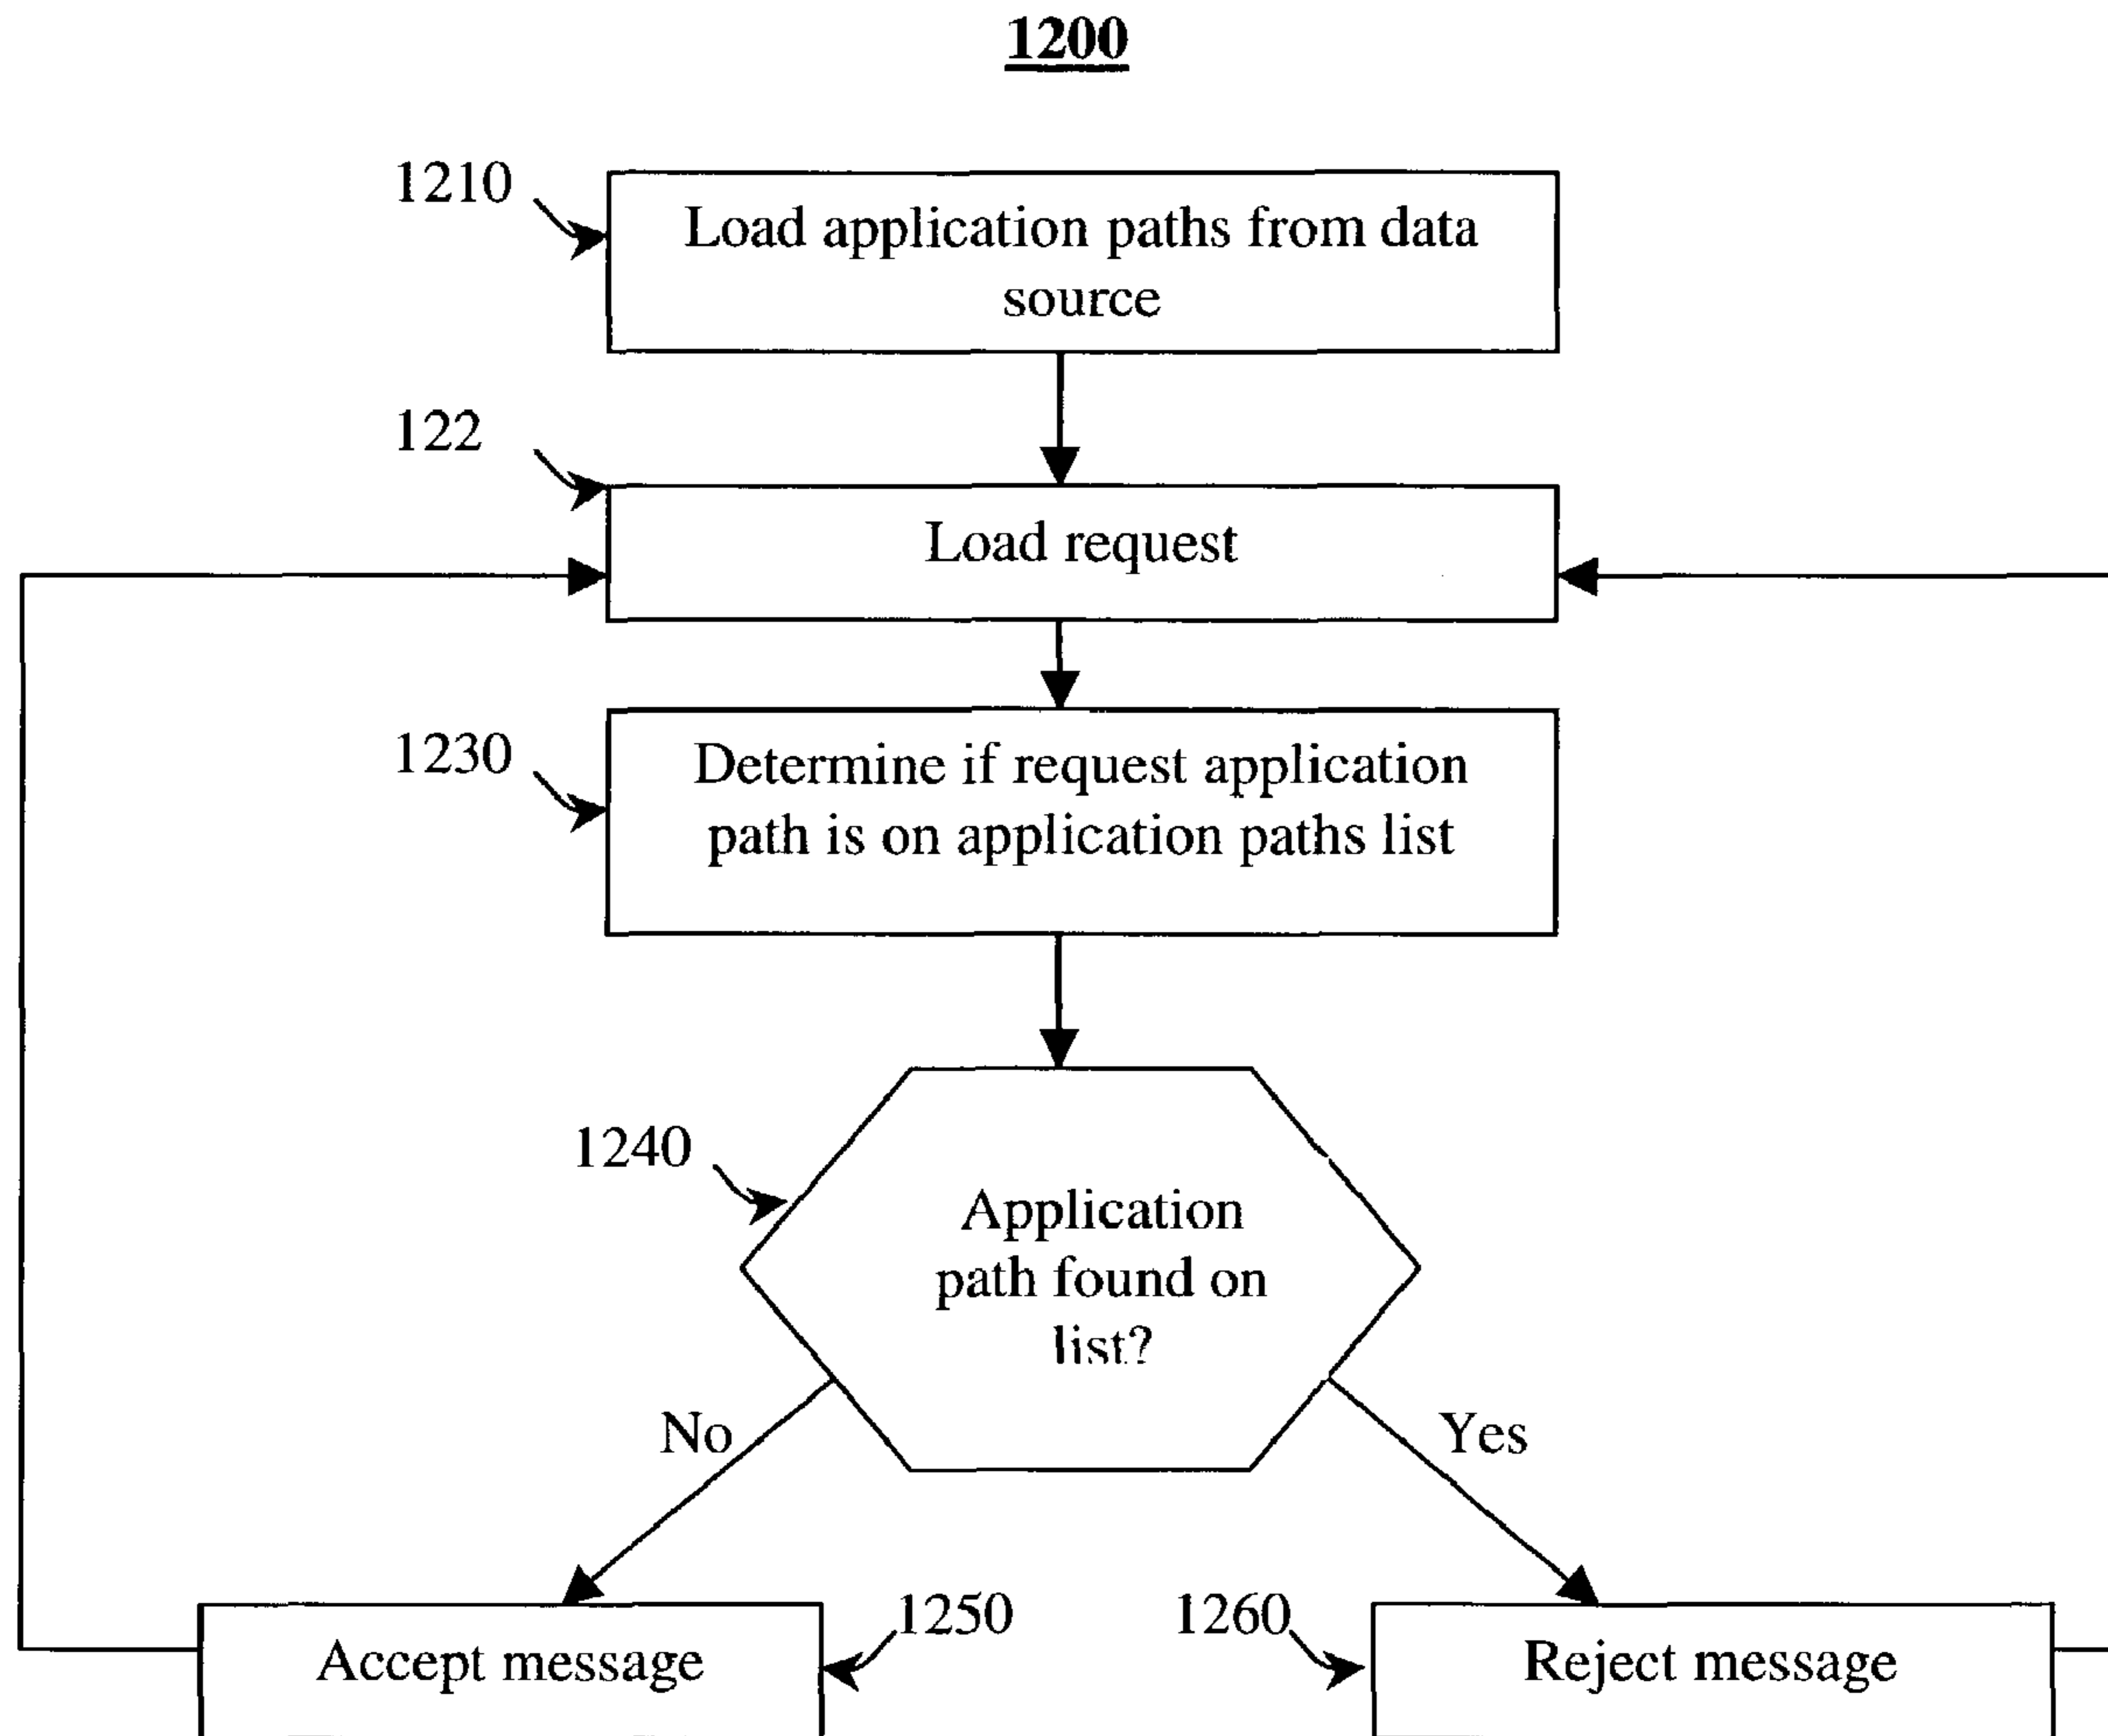 1200
1210
Load application paths from data
source
122
Load request
1230
Determine if request application
path is on application paths list
1240
Application
path found on
list?
No
Yes
1250
1260
Accept message
Reject message